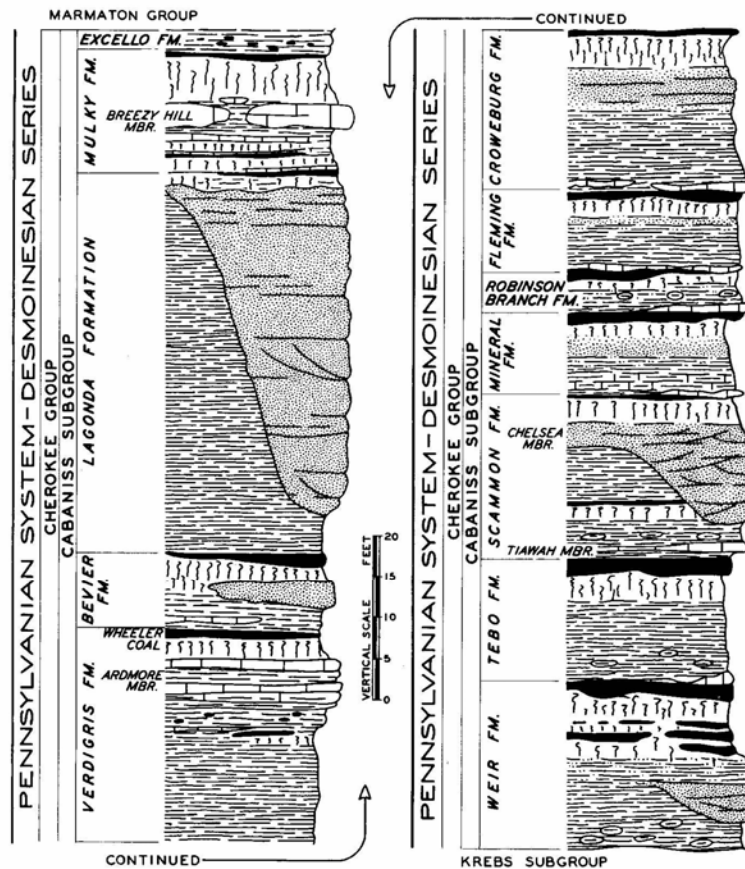 MARMATON GROUP
PENNSYLVANIAN SYSTEM–DESMOINESIAN SERIES
CHEROKEE GROUP
CABANISS SUBGROUP
EXCELLO FM.
MULKY FM.
BREEZY HILL
MBR.
LAGONDA FORMATION
BEVIER
FM.
WHEELER
COAL
ARDMORE
MBR.
VERDIGRIS FM.
CONTINUED
VERTICAL SCALE FEET
20
15
10
5
0
CONTINUED
PENNSYLVANIAN SYSTEM–DESMOINESIAN SERIES
CHEROKEE GROUP
CABANISS SUBGROUP
CROWEBURG FM.
FLEMING
FM.
ROBINSON
BRANCH FM.
MINERAL
FM.
CHELSEA
MBR.
SCAMMON FM.
TIAWAH MBR.
TEBO FM.
WEIR FM.
KREBS SUBGROUP